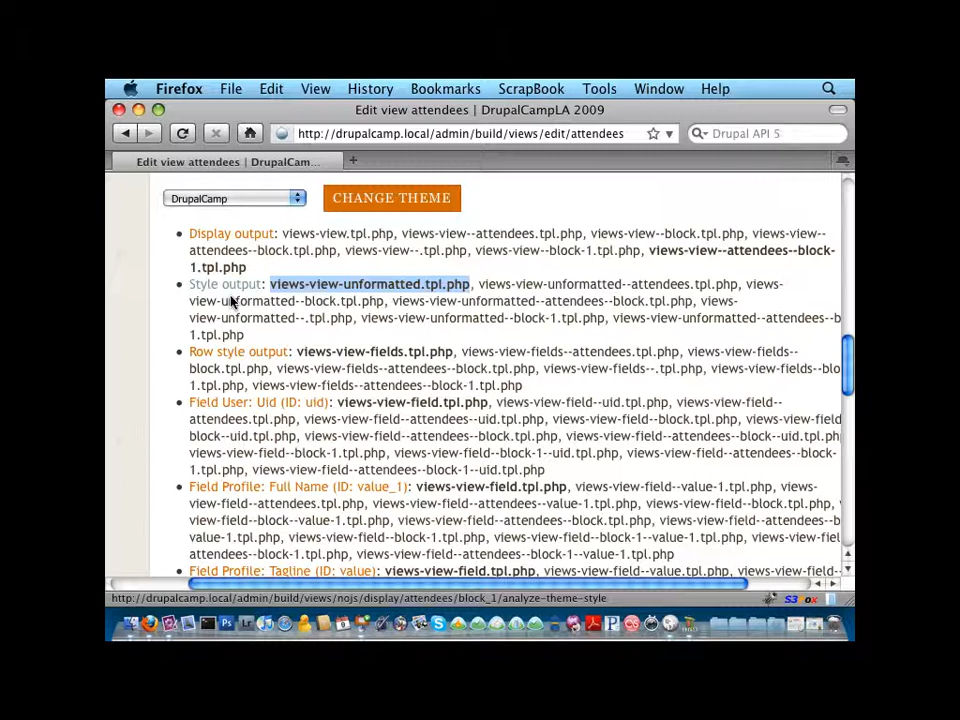 Firefox File Edit View History Bookmarks ScrapBook Tools Window Help
Edit view attendees | DrupalCampLA 2009
http://drupalcamp.local/admin/build/views/edit/attendees Drupal API 5
Edit view attendees | DrupalCam... +
DrupalCamp CHANGE THEME
• Display output: views-view.tpl.php, views-view--attendees.tpl.php, views-view--block.tpl.php, views-view--
attendees--block.tpl.php, views-view--.tpl.php, views-view--block-1.tpl.php, views-view--attendees--block-
1.tpl.php
• Style output: views-view-unformatted.tpl.php, views-view-unformatted--attendees.tpl.php, views-
view-unformatted--block.tpl.php, views-view-unformatted--attendees--block.tpl.php, views-
view-unformatted--.tpl.php, views-view-unformatted--block-1.tpl.php, views-view-unformatted--attendees--b
1.tpl.php
• Row style output: views-view-fields.tpl.php, views-view-fields--attendees.tpl.php, views-view-fields--
block.tpl.php, views-view-fields--attendees--block.tpl.php, views-view-fields--.tpl.php, views-view-fields--blo
1.tpl.php, views-view-fields--attendees--block-1.tpl.php
• Field User: Uid (ID: uid): views-view-field.tpl.php, views-view-field--uid.tpl.php, views-view-field--
attendees.tpl.php, views-view-field--attendees--uid.tpl.php, views-view-field--block.tpl.php, views-view-field
block--uid.tpl.php, views-view-field--attendees--block.tpl.php, views-view-field--attendees--block--uid.tpl.ph
views-view-field--block-1.tpl.php, views-view-field--block-1--uid.tpl.php, views-view-field--attendees--block-
1.tpl.php, views-view-field--attendees--block-1--uid.tpl.php
• Field Profile: Full Name (ID: value_1): views-view-field.tpl.php, views-view-field--value-1.tpl.php, views-
view-field--attendees.tpl.php, views-view-field--attendees--value-1.tpl.php, views-view-field--block.tpl.php, v
view-field--block--value-1.tpl.php, views-view-field--attendees--block.tpl.php, views-view-field--attendees--b
value-1.tpl.php, views-view-field--block-1.tpl.php, views-view-field--block-1--value-1.tpl.php, views-view-fiel
attendees--block-1.tpl.php, views-view-field--attendees--block-1--value-1.tpl.php
• Field Profile: Tagline (ID: value): views-view-field.tpl.php, views-view-field--value.tpl.php, views-view-field--
http://drupalcamp.local/admin/build/views/nojs/display/attendees/block_1/analyze-theme-style S3Fox